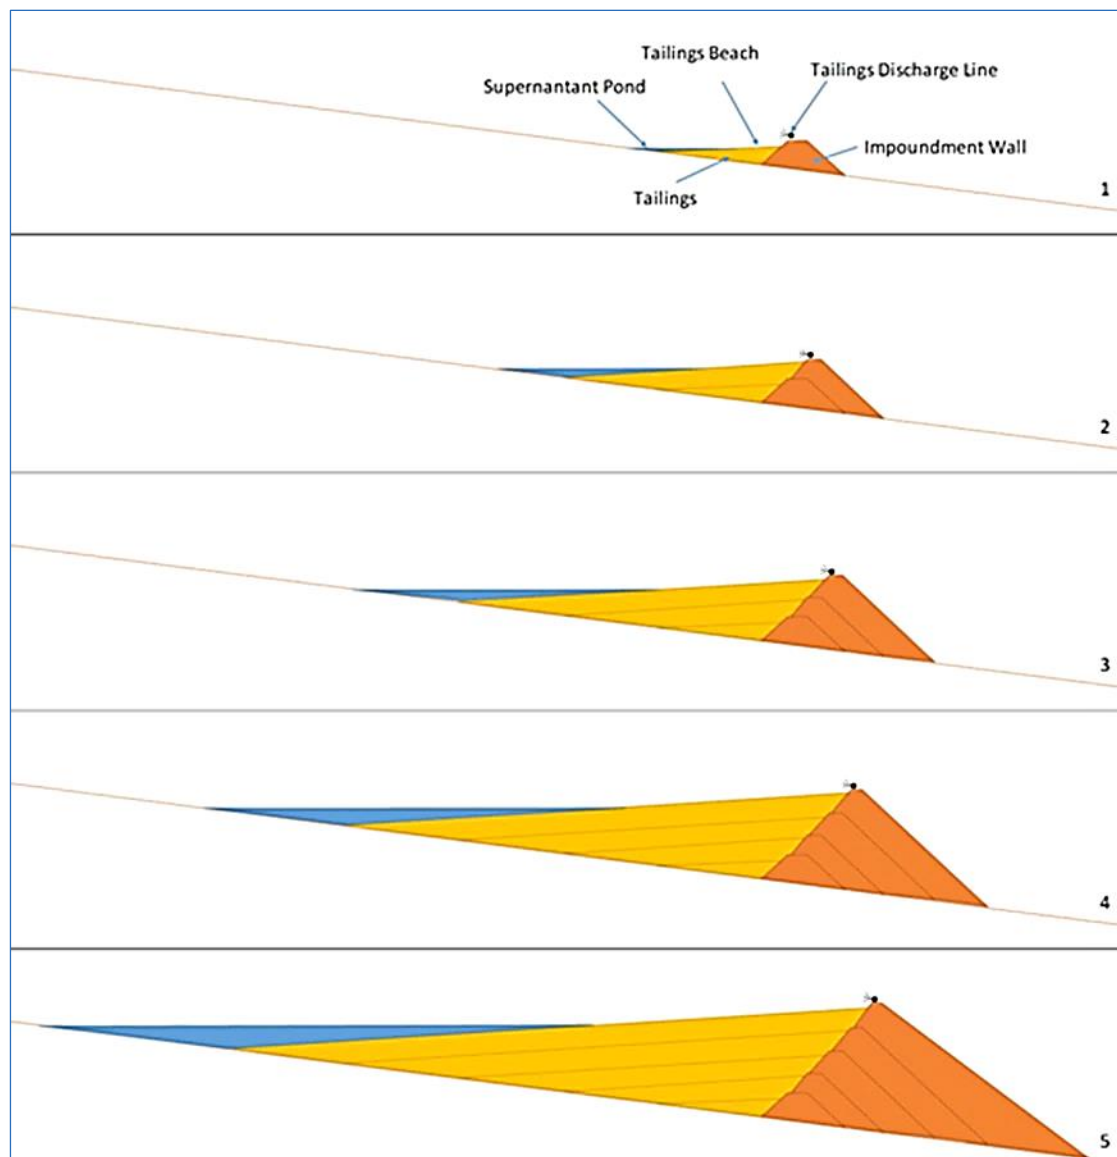 Tailings Beach
Tailings Discharge Line
Supernantant Pond
Impoundment Wall
Tailings
1
2
3
4
5